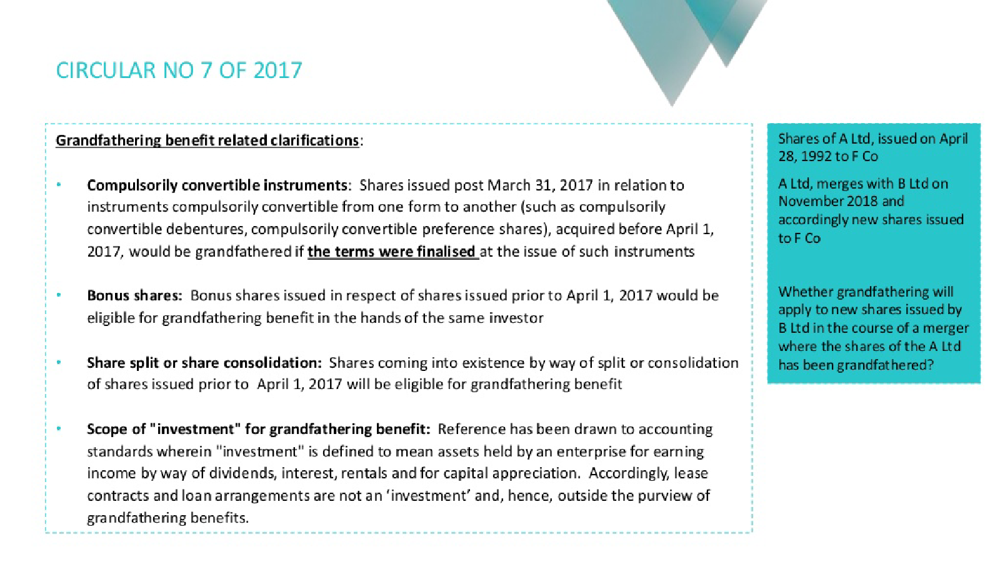 CIRCULAR NO 7 OF 2017
Grandfathering benefit related clarifications:
• Compulsorily convertible instruments:  Shares issued post March 31, 2017 in relation to
instruments compulsorily convertible from one form to another (such as compulsorily
convertible debentures, compulsorily convertible preference shares), acquired before April 1,
2017, would be grandfathered if the terms were finalised at the issue of such instruments
• Bonus shares:  Bonus shares issued in respect of shares issued prior to April 1, 2017 would be
eligible for grandfathering benefit in the hands of the same investor
• Share split or share consolidation:  Shares coming into existence by way of split or consolidation
of shares issued prior to  April 1, 2017 will be eligible for grandfathering benefit
• Scope of "investment" for grandfathering benefit:  Reference has been drawn to accounting
standards wherein "investment" is defined to mean assets held by an enterprise for earning
income by way of dividends, interest, rentals and for capital appreciation.  Accordingly, lease
contracts and loan arrangements are not an ‘investment’ and, hence, outside the purview of
grandfathering benefits.
Shares of A Ltd, issued on April
28, 1992 to F Co
A Ltd, merges with B Ltd on
November 2018 and
accordingly new shares issued
to F Co
Whether grandfathering will
apply to new shares issued by
B Ltd in the course of a merger
where the shares of the A Ltd
has been grandfathered?